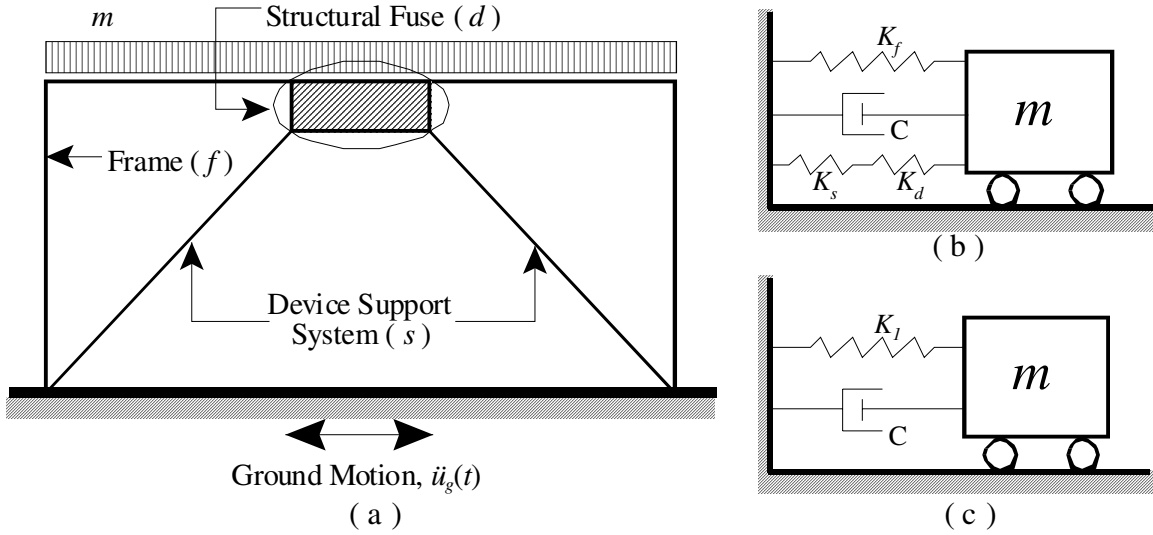 m
Structural Fuse (d)
Frame (f)
Device Support
System (s)
Ground Motion, üg(t)
( a )
Kf
C
Ks
Kd
m
( b )
K1
C
m
( c )